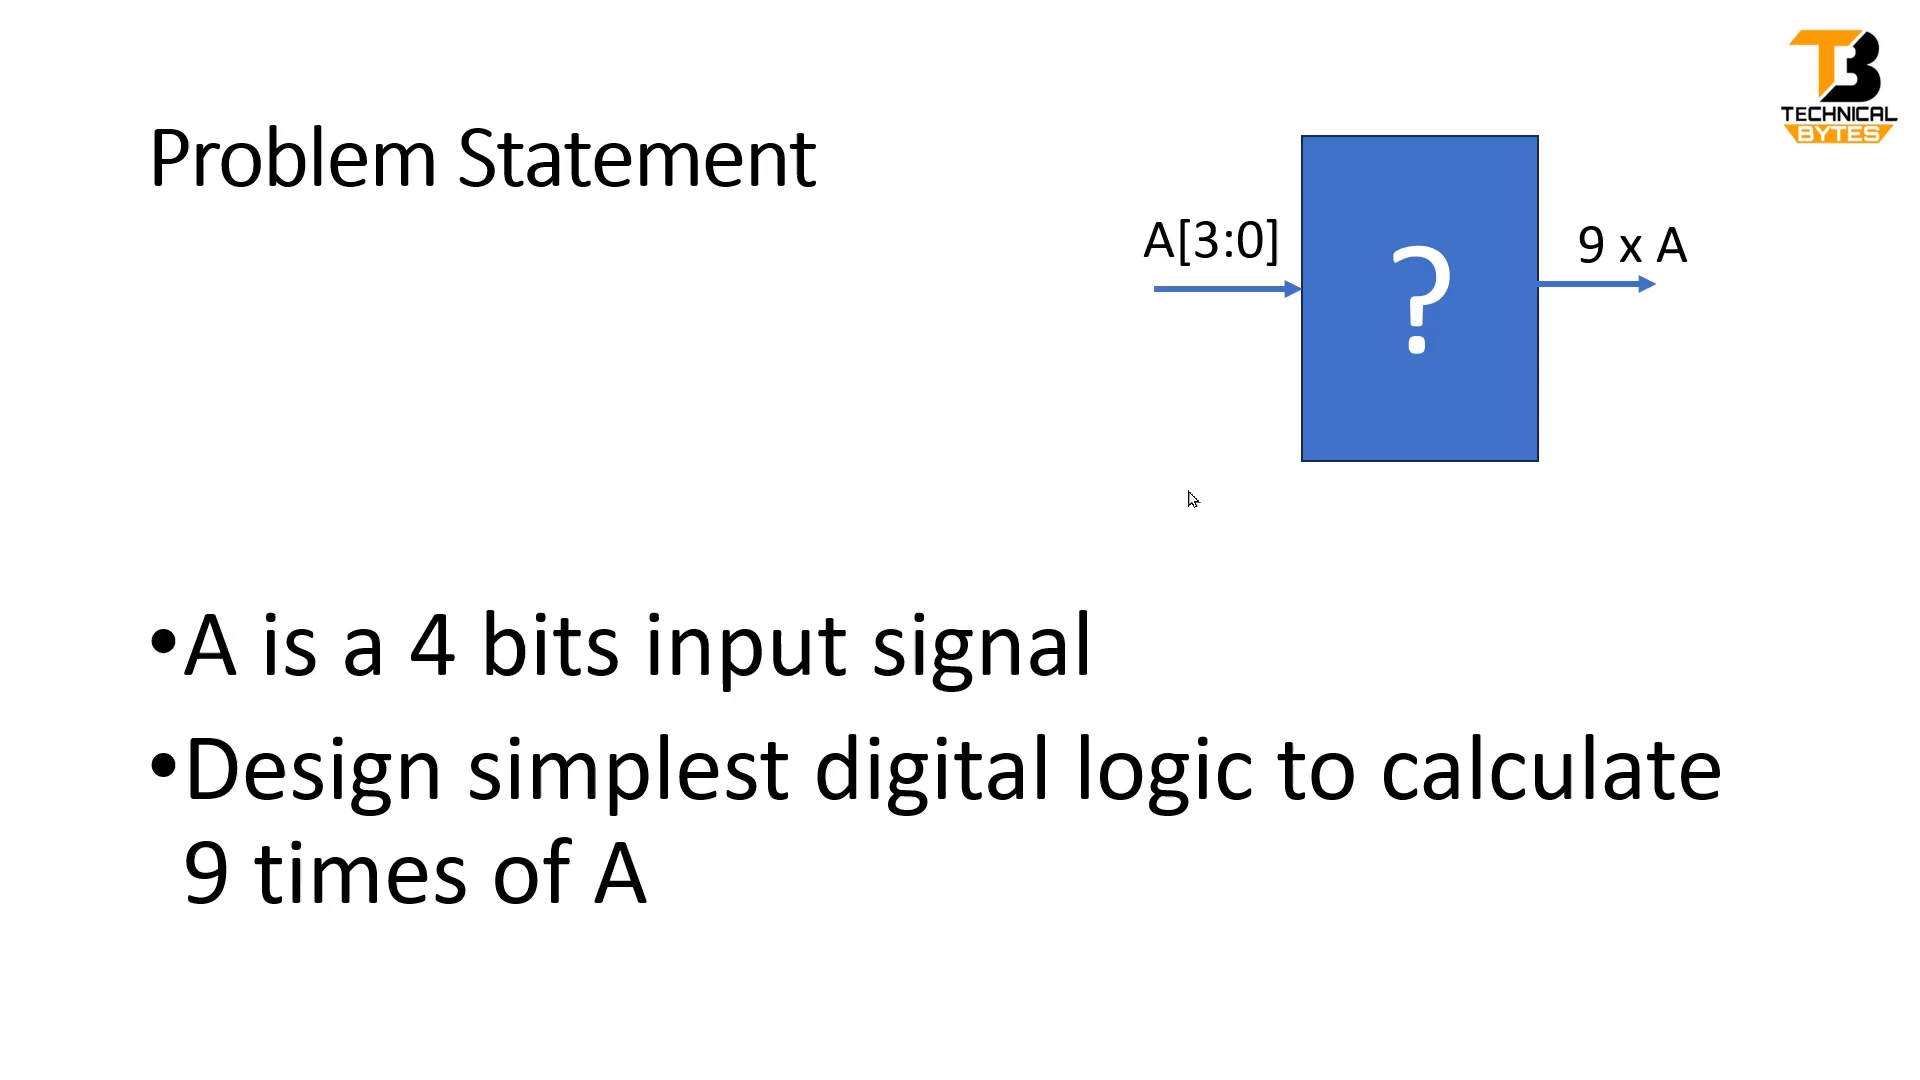 TB
TECHNICAL
BYTES
Problem Statement
A[3:0]
?
9 x A
•A is a 4 bits input signal
•Design simplest digital logic to calculate
9 times of A